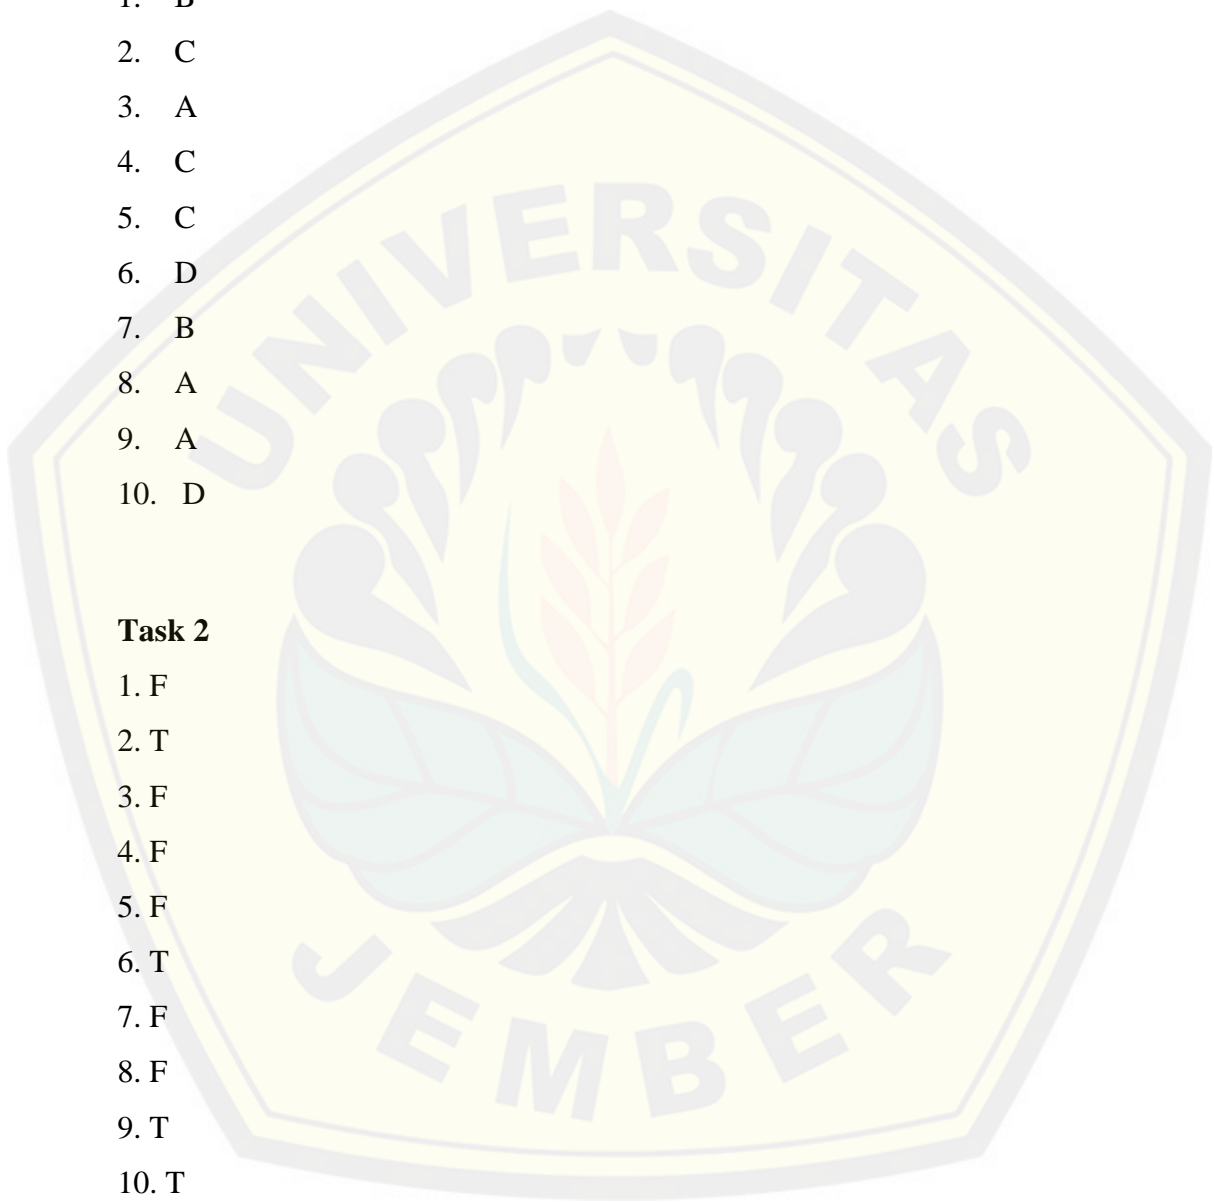 1. B
2. C
3. A
4. C
5. C
6. D
7. B
8. A
9. A
10. D
Task 2
1. F
2. T
3. F
4. F
5. F
6. T
7. F
8. F
9. T
10. T
UNIVERSITAS
JEMBER